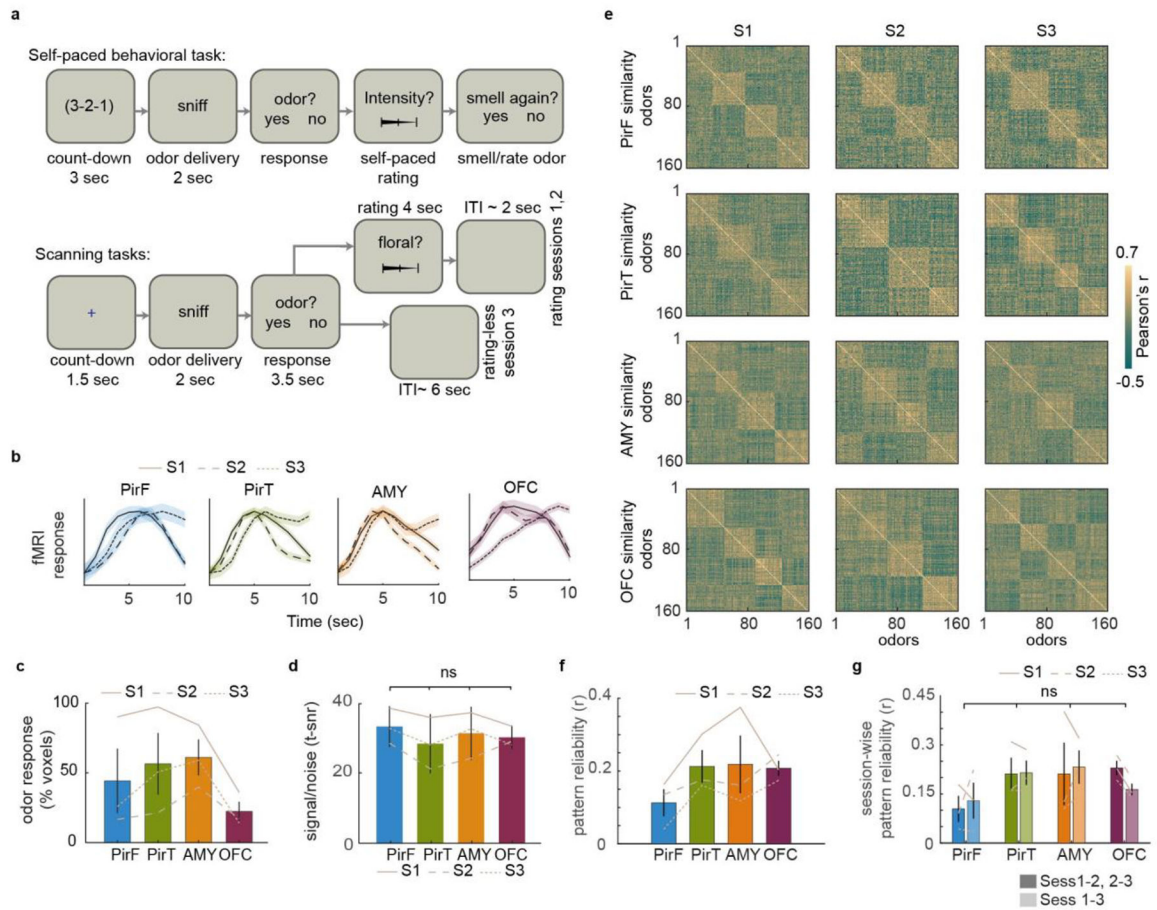 a
Self-paced behavioral task:
(3-2-1)
sniff
odor?
yes no
Intensity?
smell again?
yes no
count-down
3 sec
odor delivery
2 sec
response
self-paced
rating
smell/rate odor
Scanning tasks:
+
sniff
odor?
yes no
rating 4 sec
floral?
ITI ~ 2 sec
rating sessions 1,2
count-down
1.5 sec
odor delivery
2 sec
response
3.5 sec
ITI~ 6 sec
rating-less
session 3
b
S1 S2 S3
PirF
PirT
AMY
OFC
fMRI
response
5 10
5 10
5 10
5 10
Time (sec)
c
S1 S2 S3
odor response
(% voxels)
100
50
0
PirF PirT AMY OFC
d
ns
signal/noise (t-snr)
40
20
0
PirF PirT AMY OFC
S1 S2 S3
e
S1 S2 S3
PirF similarity
odors
1
80
160
PirT similarity
odors
1
80
160
AMY similarity
odors
1
80
160
OFC similarity
odors
1
80
160
1 80 160
1 80 160
1 80 160
odors
odors
0.7
Pearson's r
-0.5
f
S1 S2 S3
pattern reliability (r)
0.4
0.2
0
PirF PirT AMY OFC
g
S1 S2 S3
ns
session-wise
pattern reliability (r)
0.45
0.3
0.15
0
PirF PirT AMY OFC
Sess1-2, 2-3
Sess 1-3